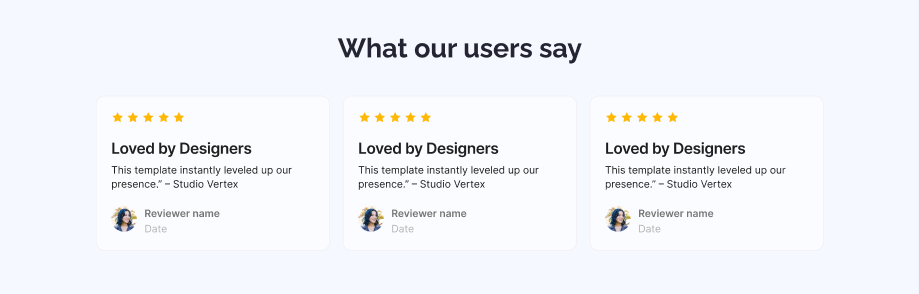 What our users say
Loved by Designers
This template instantly leveled up our
presence.” – Studio Vertex
Reviewer name
Date
Loved by Designers
This template instantly leveled up our
presence.” – Studio Vertex
Reviewer name
Date
Loved by Designers
This template instantly leveled up our
presence.” – Studio Vertex
Reviewer name
Date